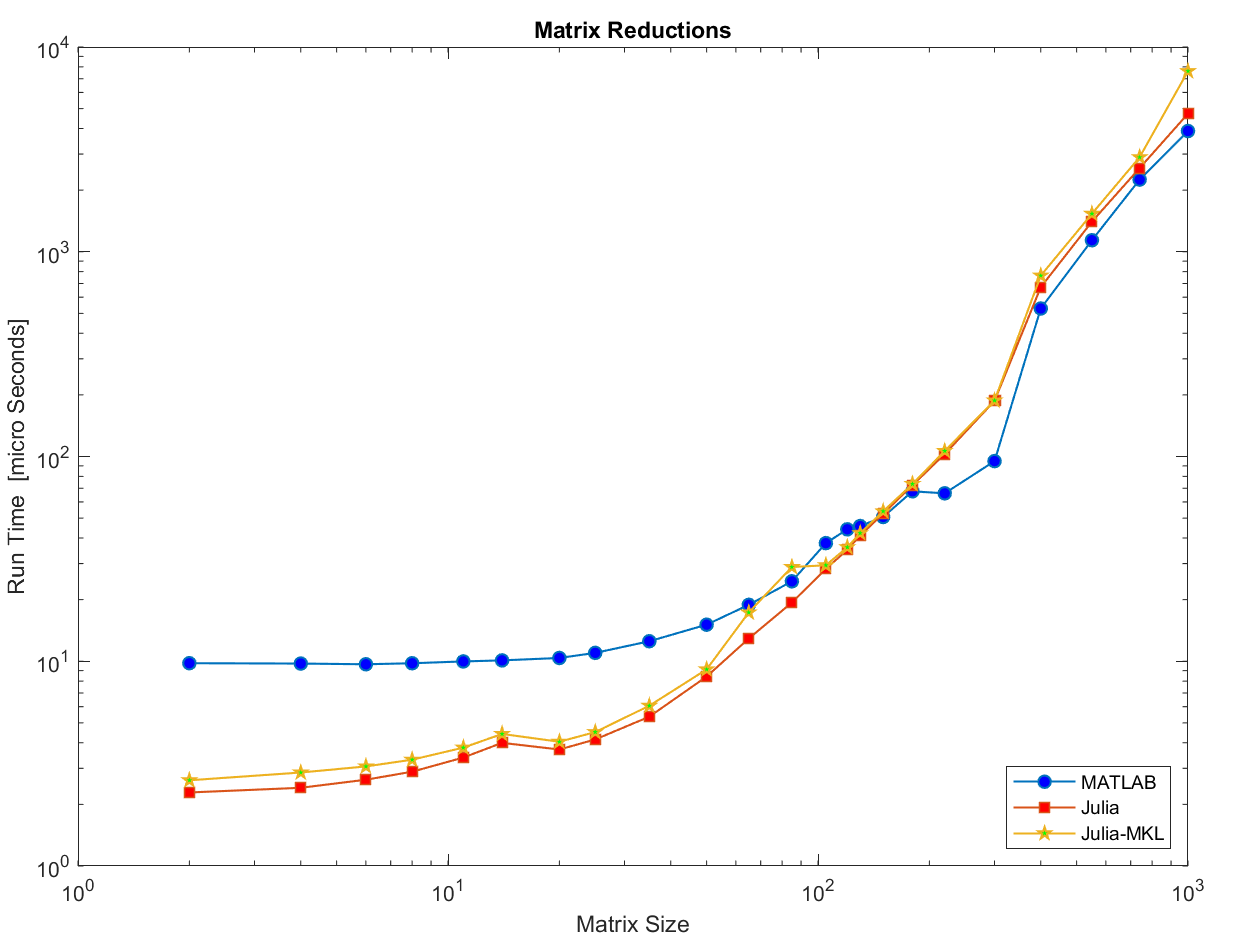 Matrix Reductions
10^4
10^3
10^2
10^1
10^0
Run Time [micro Seconds]
MATLAB
Julia
Julia-MKL
10^0 10^1 10^2 10^3
Matrix Size